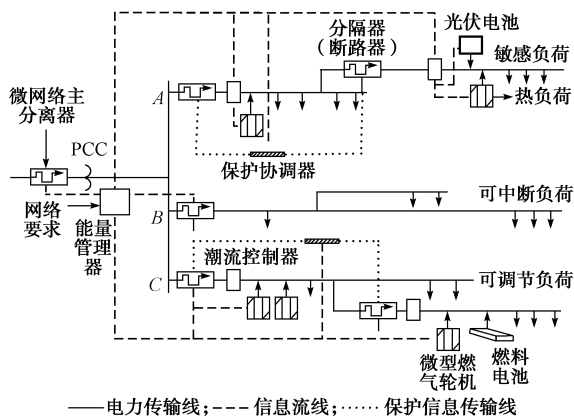 光伏电池
分隔器
（断路器）
敏感负荷
热负荷
微网络主
分离器
A
PCC
保护协调器
网络
要求
能量
管理
器
B
可中断负荷
潮流控制器
C
可调节负荷
微型燃
气轮机
燃料
电池
——电力传输线；－－－信息流线；……保护信息传输线